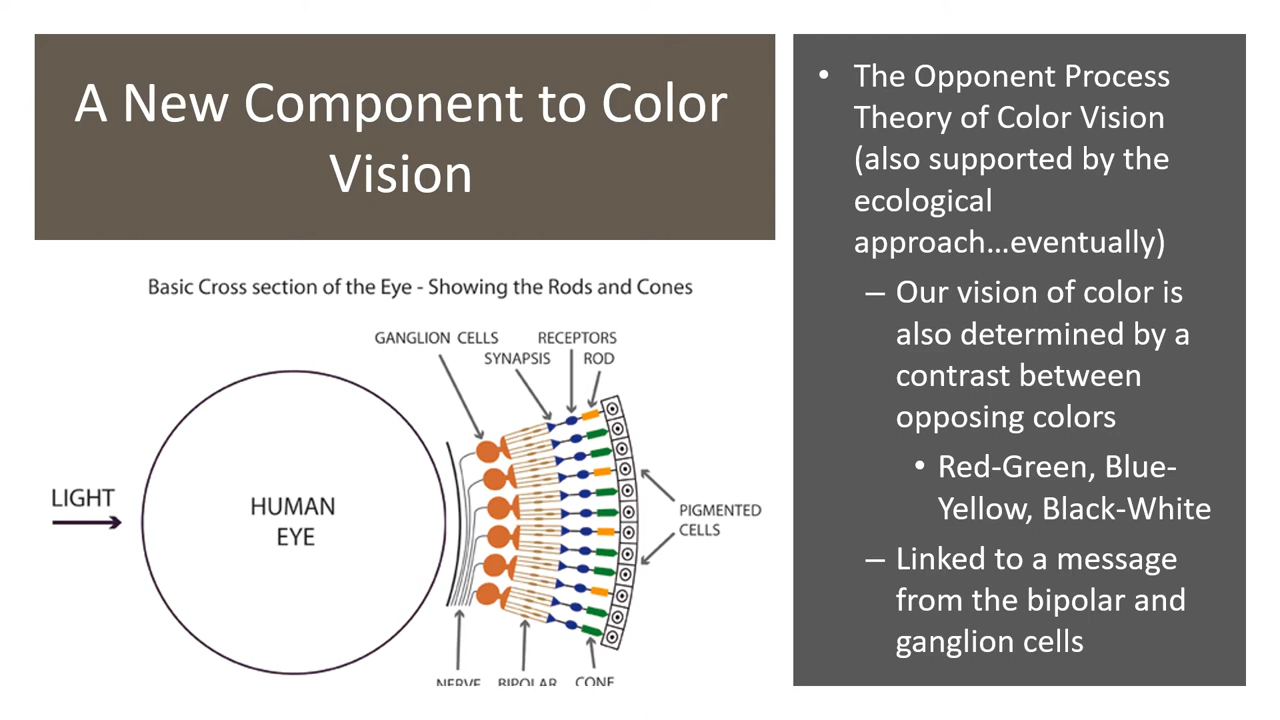 A New Component to Color
Vision
Basic Cross section of the Eye - Showing the Rods and Cones
GANGLION CELLS
RECEPTORS
SYNAPSIS
ROD
LIGHT
HUMAN
EYE
PIGMENTED
CELLS
NERVE
BIPOLAR
CONE
• The Opponent Process
Theory of Color Vision
(also supported by the
ecological
approach…eventually)
– Our vision of color is
also determined by a
contrast between
opposing colors
• Red-Green, Blue-
Yellow, Black-White
– Linked to a message
from the bipolar and
ganglion cells